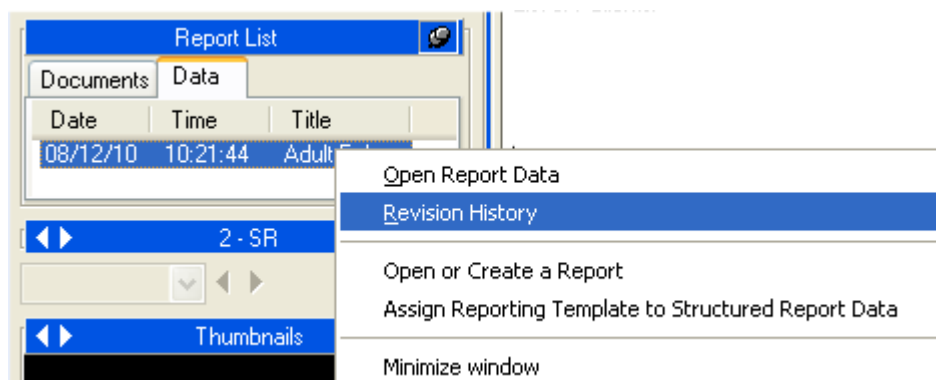 Report List
Documents Data
Date Time Title
08/12/10 10:21:44 Adult
Open Report Data
Revision History
2 - SR
Open or Create a Report
Assign Reporting Template to Structured Report Data
Thumbnails
Minimize window